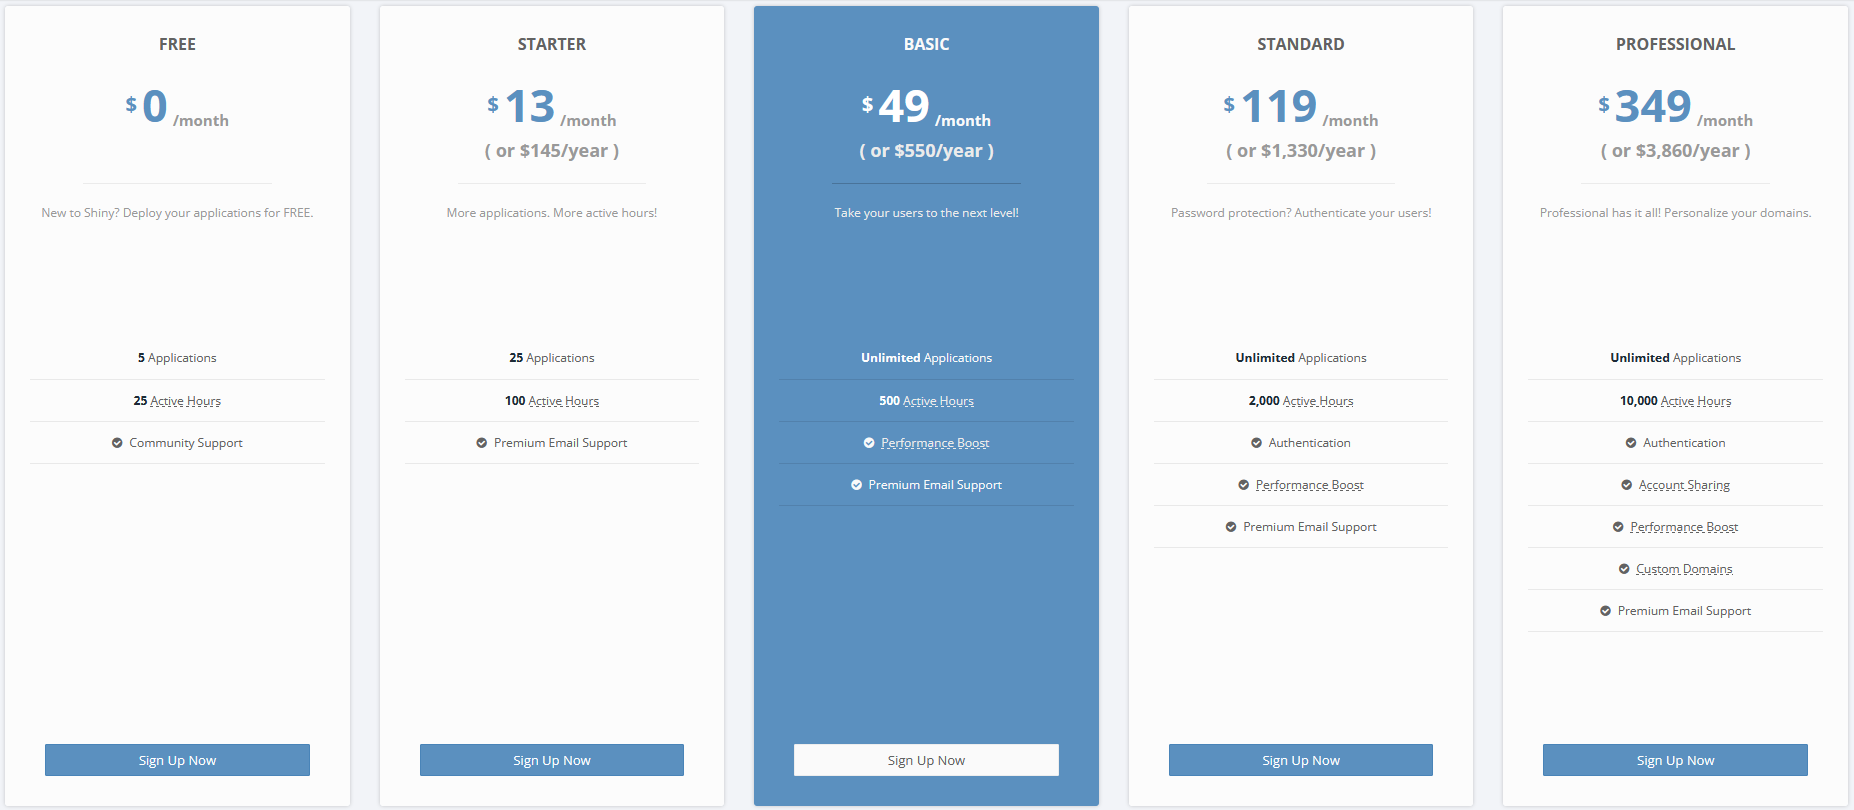 FREE
$ 0 /month
New to Shiny? Deploy your applications for FREE.
5 Applications
25 Active Hours
Community Support
Sign Up Now
STARTER
$ 13 /month
( or $145/year )
More applications. More active hours!
25 Applications
100 Active Hours
Premium Email Support
Sign Up Now
BASIC
$ 49 /month
( or $550/year )
Take your users to the next level!
Unlimited Applications
500 Active Hours
Performance Boost
Premium Email Support
Sign Up Now
STANDARD
$ 119 /month
( or $1,330/year )
Password protection? Authenticate your users!
Unlimited Applications
2,000 Active Hours
Authentication
Performance Boost
Premium Email Support
Sign Up Now
PROFESSIONAL
$ 349 /month
( or $3,860/year )
Professional has it all! Personalize your domains.
Unlimited Applications
10,000 Active Hours
Authentication
Account Sharing
Performance Boost
Custom Domains
Premium Email Support
Sign Up Now